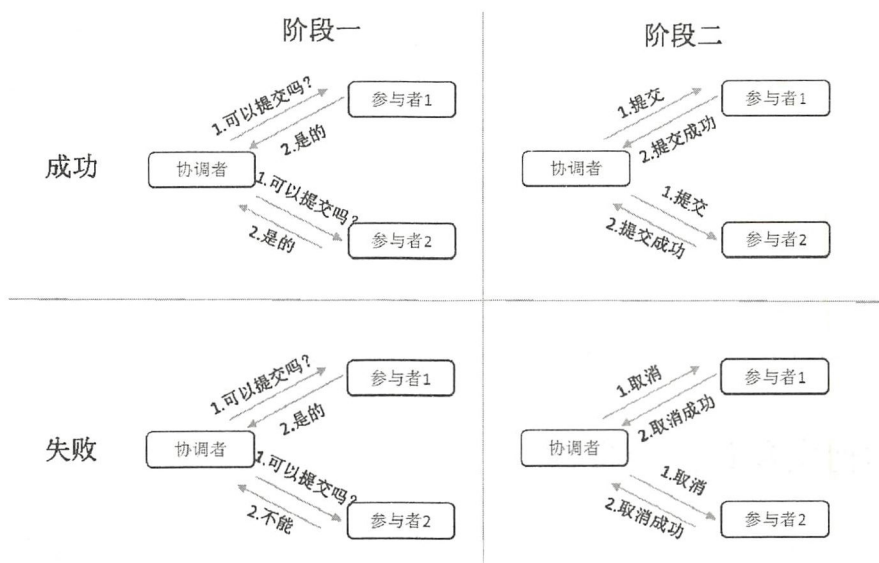 阶段一
阶段二
成功
协调者
1.可以提交吗?
2.是的
参与者1
1.可以提交吗?
2.是的
参与者2
协调者
1.提交
2.提交成功
参与者1
1.提交
2.提交成功
参与者2
失败
协调者
1.可以提交吗?
2.是的
参与者1
1.可以提交吗?
2.不能
参与者2
协调者
1.取消
2.取消成功
参与者1
1.取消
2.取消成功
参与者2